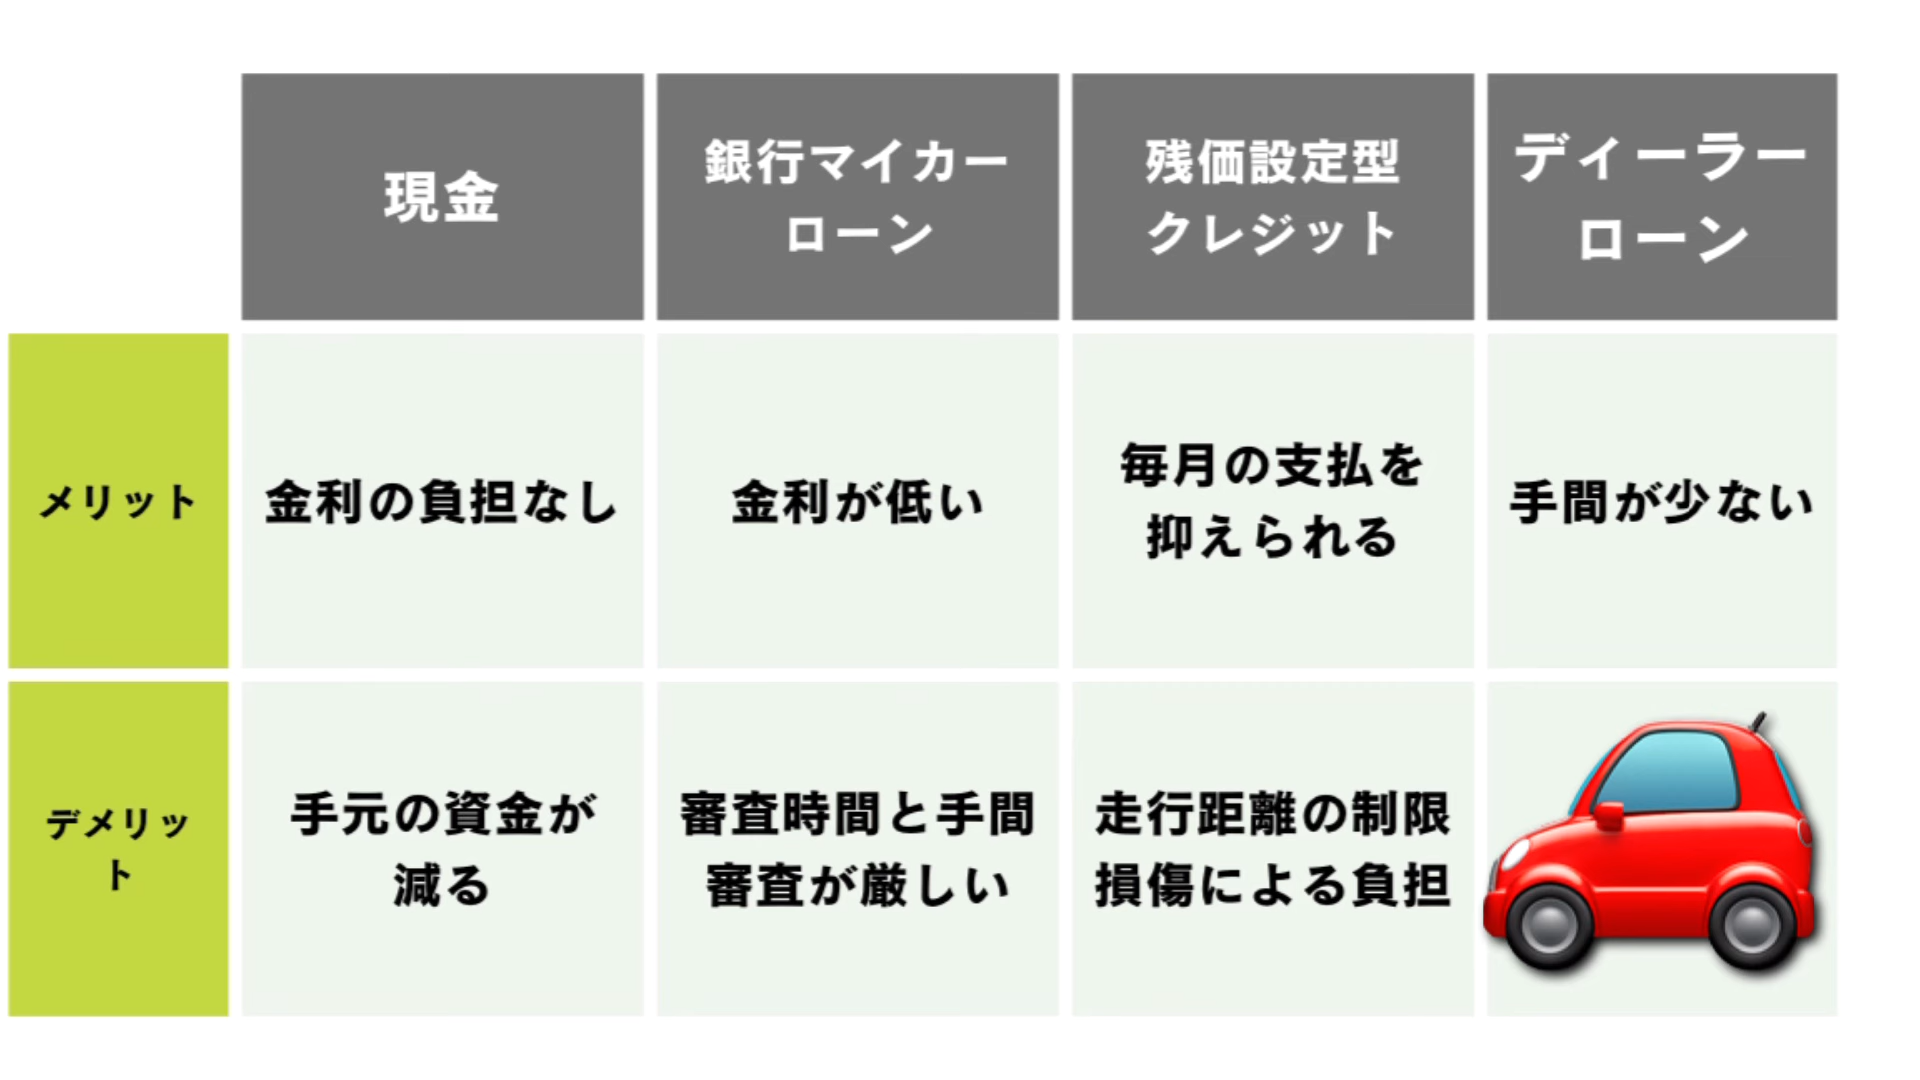 現金
銀行マイカー
ローン
残価設定型
クレジット
ディーラー
ローン
メリット
金利の負担なし
金利が低い
毎月の支払を
抑えられる
手間が少ない
デメリッ
ト
手元の資金が
減る
審査時間と手間
審査が厳しい
走行距離の制限
損傷による負担